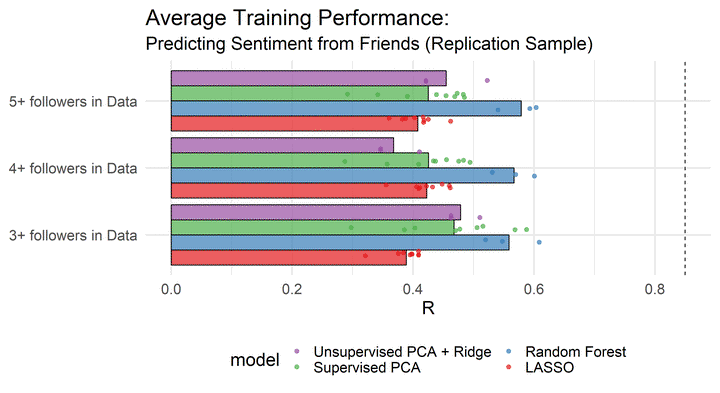 Average Training Performance:
Predicting Sentiment from Friends (Replication Sample)
5+ followers in Data
4+ followers in Data
3+ followers in Data
0.0 0.2 0.4 0.6 0.8
R
model
Unsupervised PCA + Ridge Random Forest
Supervised PCA LASSO